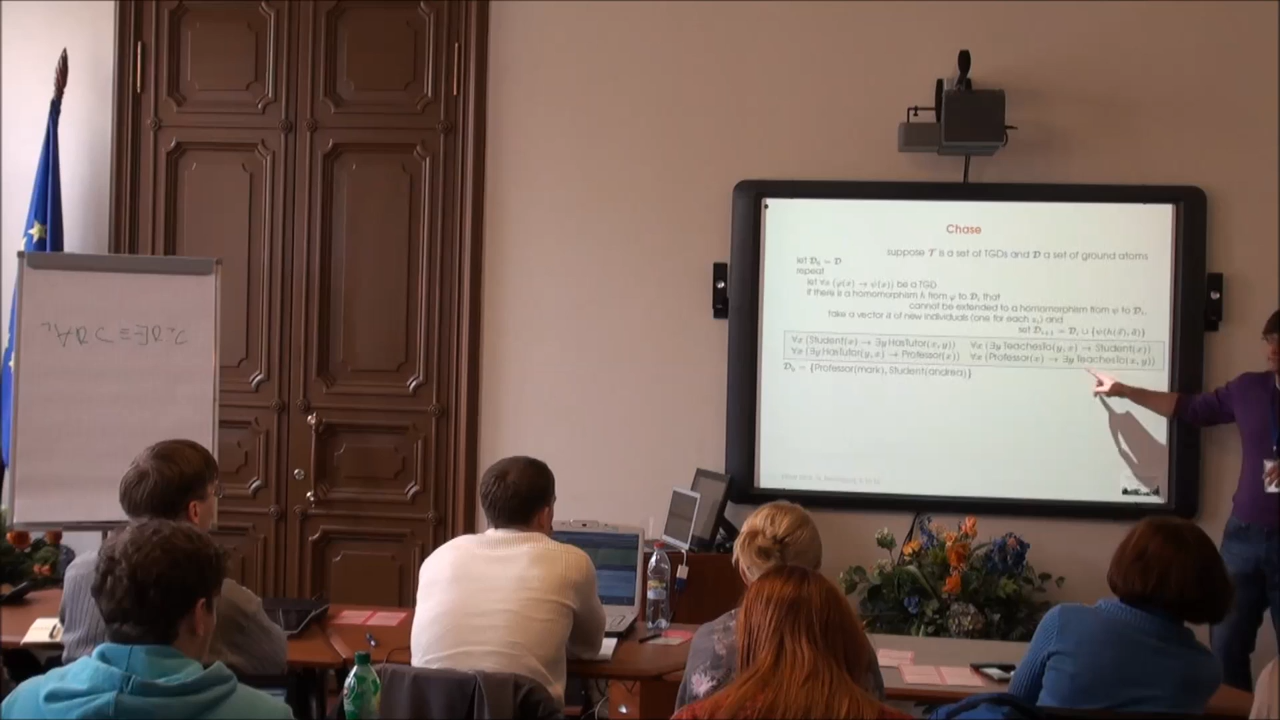 Chase
suppose 𝒯 is a set of TGDs and 𝒟 a set of ground atoms
let 𝒟₀ = 𝒟
repeat
let ∀x (φ(x) → ψ(x)) be a TGD
if there is a homomorphism h from φ to 𝒟ᵢ that
cannot be extended to a homomorphism from ψ to 𝒟ᵢ,
take a vector of new individuals (one for each) and
set 𝒟ᵢ₊₁ = 𝒟ᵢ ∪
∀x (Student(x) → ∃y HasTutor(x, y)) ∀x (∃y TeachesTo(y, x) → Student(x))
∀x (∃y HasTutor(y, x) → Professor(x)) ∀x (Professor(x) → ∃y TeachesTo(x, y))
𝒟₀ = {Professor(mark), Student(andrea)}